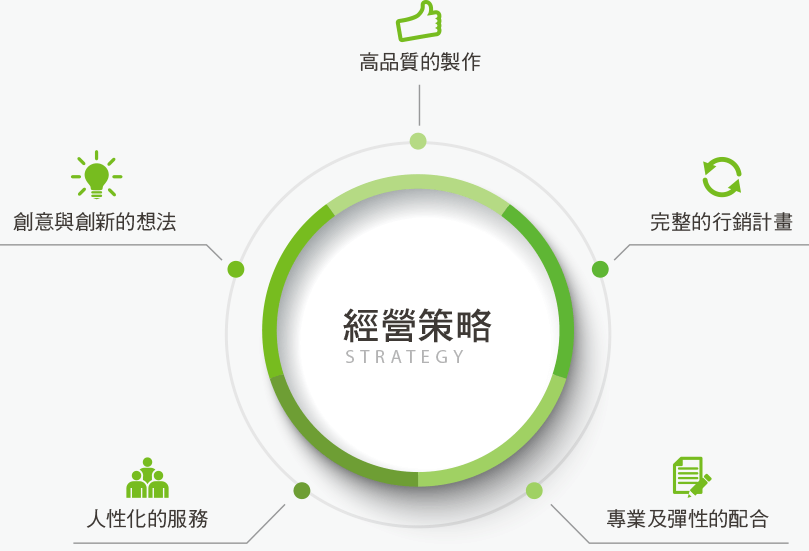 高品質的製作
創意與創新的想法
完整的行銷計畫
經營策略
STRATEGY
人性化的服務
專業及彈性的配合